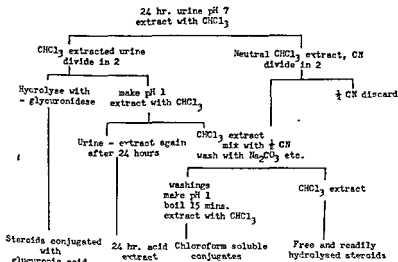 24 hr. urine pH 7
extract with CHCl3
CHCl3 extracted urine
divide in 2
Neutral CHCl3 extract, CN
divide in 2
Hydrolyse with
- glycuronidase
make pH 1
extract with CHCl3
½ CN discard
Urine - extract again
after 24 hours
CHCl3 extract
mix with ½ CN
wash with Na2CO3 etc.
washings
make pH 1
boil 15 mins.
extract with CHCl3
CHCl3 extract
Steroids conjugated
with
glucuronic acid
24 hr. acid
extract
Chloroform soluble
conjugates
Free and readily
hydrolysed steroids